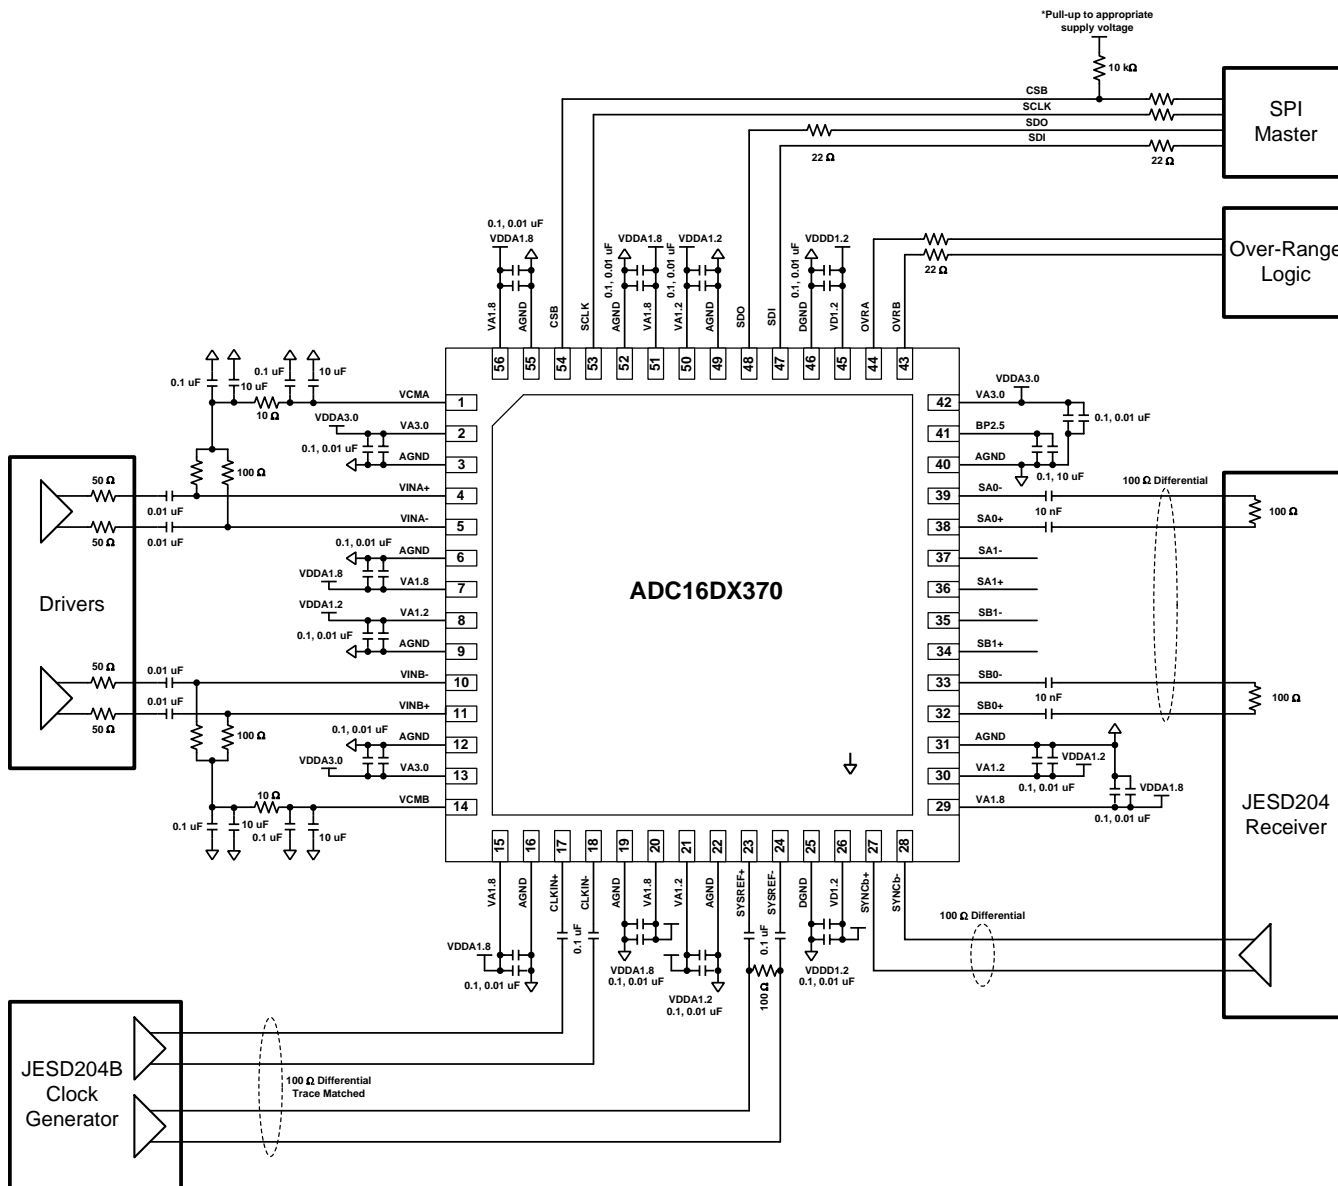 *Pull-up to appropriate
supply voltage
10 kΩ
CSB
SCLK
SDO
SDI
22 Ω
22 Ω
SPI
Master
Over-Range
Logic
22 Ω
0.1, 0.01 uF
VDDA1.8
0.1, 0.01 uF
VDDA1.8
0.1, 0.01 uF
VDDA1.2
0.1, 0.01 uF
VDDD1.2
VA1.8
AGND
CSB
SCLK
AGND
VA1.8
VA1.2
AGND
SDO
SDI
DGND
VD1.2
OVRA
OVRB
56
55
54
53
52
51
50
49
48
47
46
45
44
43
0.1 uF
10 uF
10 Ω
0.1 uF
10 uF
VCMA
1
VDDA3.0
VA3.0
2
0.1, 0.01 uF
AGND
3
100 Ω
50 Ω
0.01 uF
VINA+
4
50 Ω
0.01 uF
VINA-
5
0.1, 0.01 uF
AGND
6
VDDA1.8
VA1.8
7
VDDA1.2
VA1.2
8
0.1, 0.01 uF
AGND
9
Drivers
50 Ω
0.01 uF
VINB-
10
50 Ω
0.01 uF
VINB+
11
100 Ω
0.1, 0.01 uF
AGND
12
VDDA3.0
VA3.0
13
VCMB
14
10 Ω
0.1 uF
10 uF
0.1 uF
10 uF
ADC16DX370
42
VA3.0
VDDA3.0
0.1, 0.01 uF
41
BP2.5
40
AGND
0.1, 10 uF
39
SA0-
10 nF
38
SA0+
100 Ω Differential
100 Ω
37
SA1-
36
SA1+
35
SB1-
34
SB1+
33
SB0-
10 nF
32
SB0+
100 Ω
31
AGND
30
VA1.2
VDDA1.2
0.1, 0.01 uF
29
VA1.8
VDDA1.8
0.1, 0.01 uF
JESD204
Receiver
15
16
17
18
19
20
21
22
23
24
25
26
27
28
VA1.8
AGND
CLKIN+
CLKIN-
AGND
VA1.8
VA1.2
AGND
SYSREF+
SYSREF-
DGND
VD1.2
SYNCb+
SYNCb-
VDDA1.8
0.1, 0.01 uF
0.1 uF
VDDA1.8
0.1, 0.01 uF
VDDA1.2
0.1, 0.01 uF
0.1 uF
100 Ω
VDDD1.2
0.1, 0.01 uF
100 Ω Differential
JESD204B
Clock
Generator
100 Ω Differential
Trace Matched